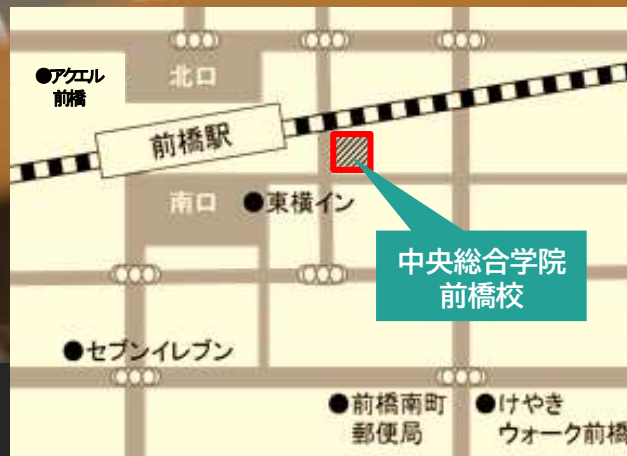 ●アクエル
前橋
北口
前橋駅
南口
●東横イン
中央総合学院
前橋校
●セブンイレブン
●前橋南町
郵便局
●けやき
ウォーク前橋